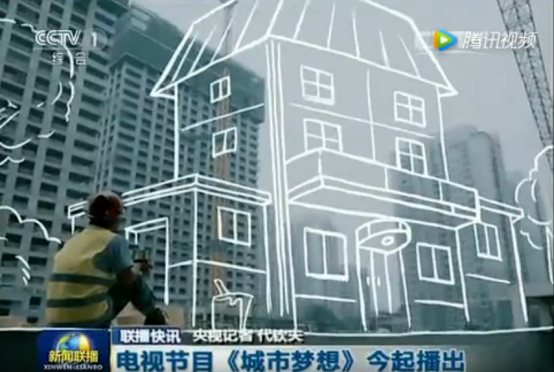 CCTV 1
综合
腾讯视频
联播快讯 央视记者 代钦夫
新闻联播
XINWEN LIANBO
电视节目《城市梦想》今起播出